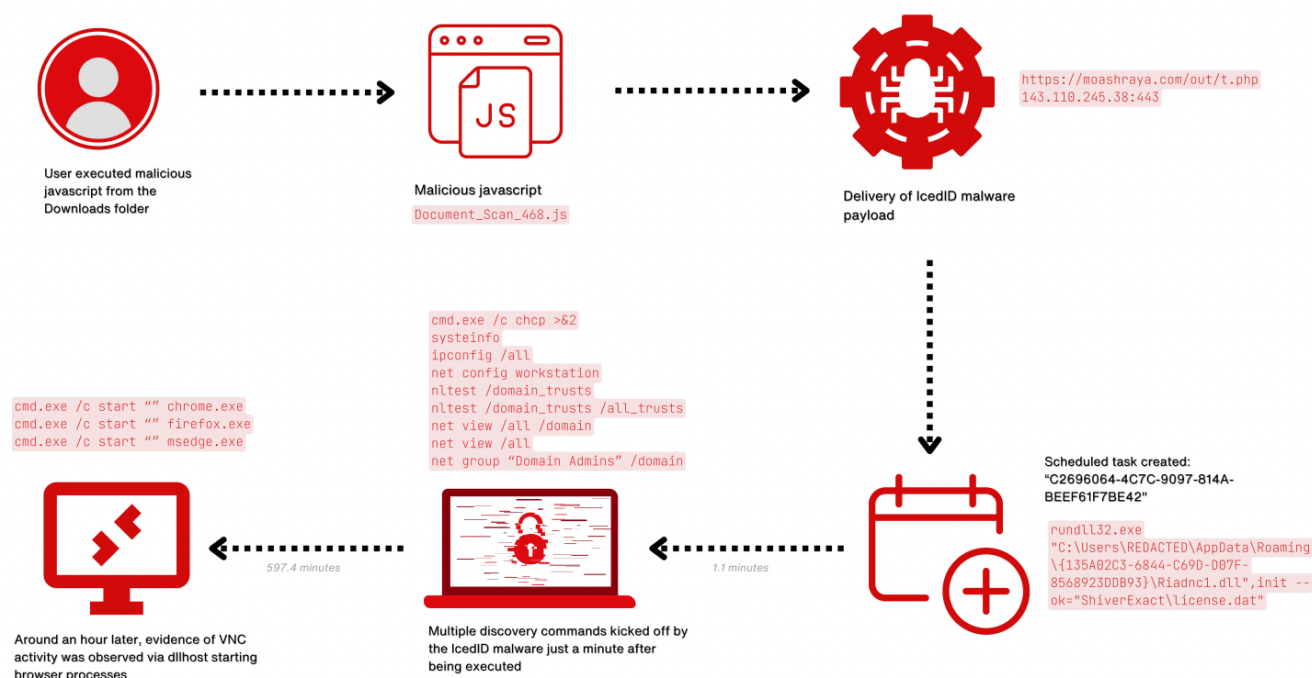 JS
https://moashraya.com/out/t.php
143.110.245.38:443
User executed malicious
javascript from the
Downloads folder
Malicious javascript
Document_Scan_468.js
Delivery of IcedID malware
payload
Scheduled task created:
“C2696064-4C7C-9097-814A-
BEEF61F7BE42"
rundll32.exe
"C:\Users\REDACTED\AppData\Roaming
\{135A02C3-6844-C69D-D07F-
8568923DDB93}\Riadnc1.dll",init --
ok="ShiverExact\license.dat"
1.1 minutes
cmd.exe /c chcp >&2
systeinfo
ipconfig /all
net config workstation
nltest /domain_trusts
nltest /domain_trusts /all_trusts
net view /all /domain
net view /all
net group “Domain Admins” /domain
Multiple discovery commands kicked off by
the IcedID malware just a minute after
being executed
597.4 minutes
cmd.exe /c start “” chrome.exe
cmd.exe /c start “” firefox.exe
cmd.exe /c start “” msedge.exe
Around an hour later, evidence of VNC
activity was observed via dllhost starting
browser processes